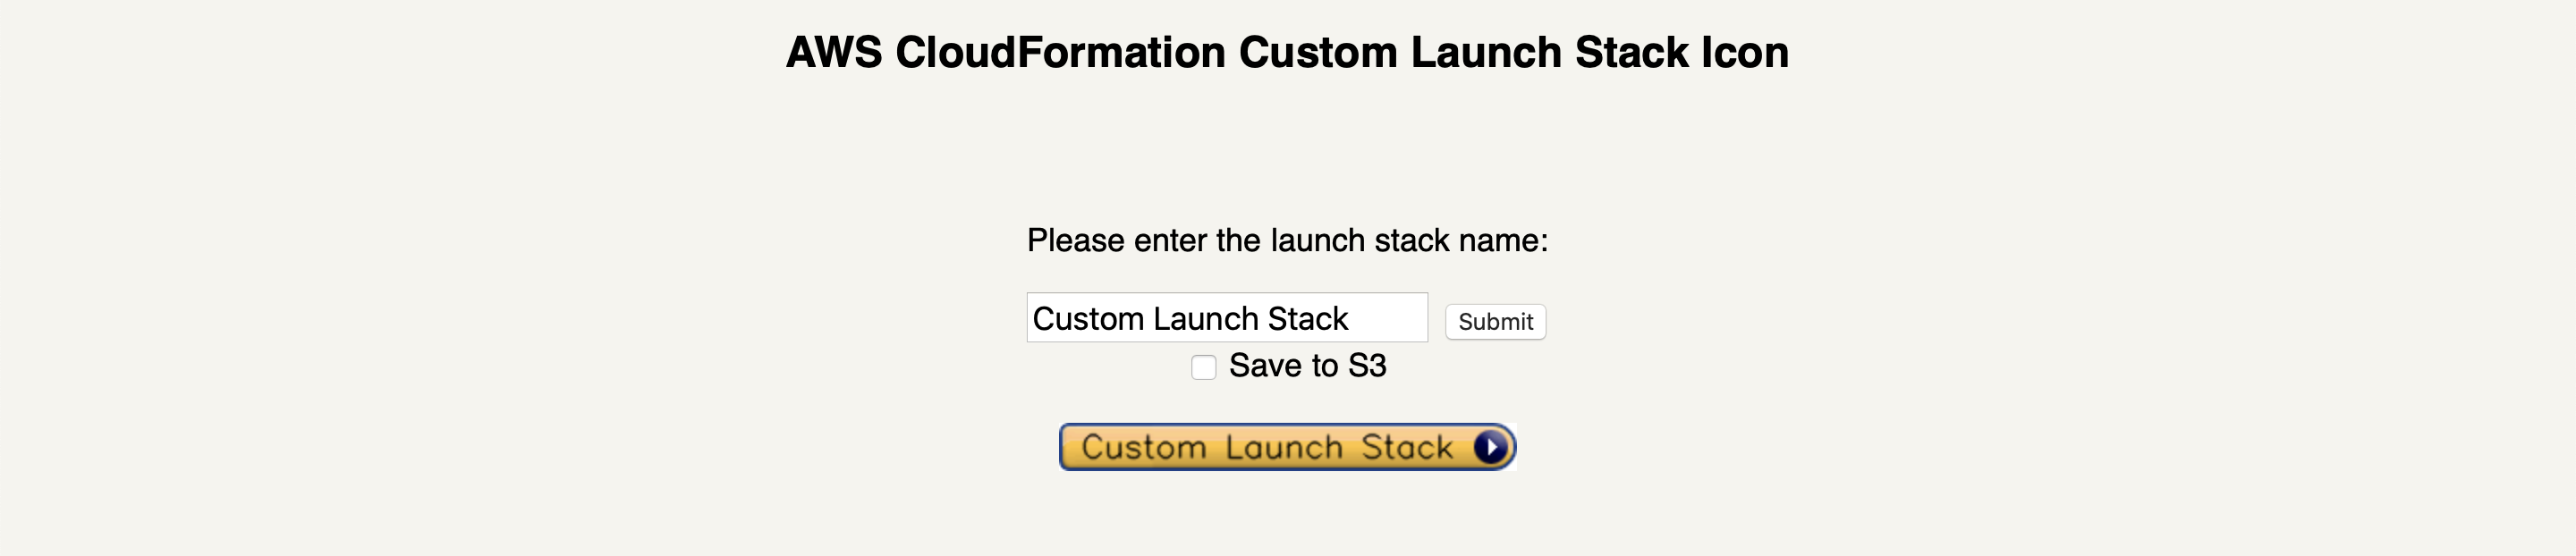 AWS CloudFormation Custom Launch Stack Icon
Please enter the launch stack name:
Custom Launch Stack Submit
Save to S3
Custom Launch Stack